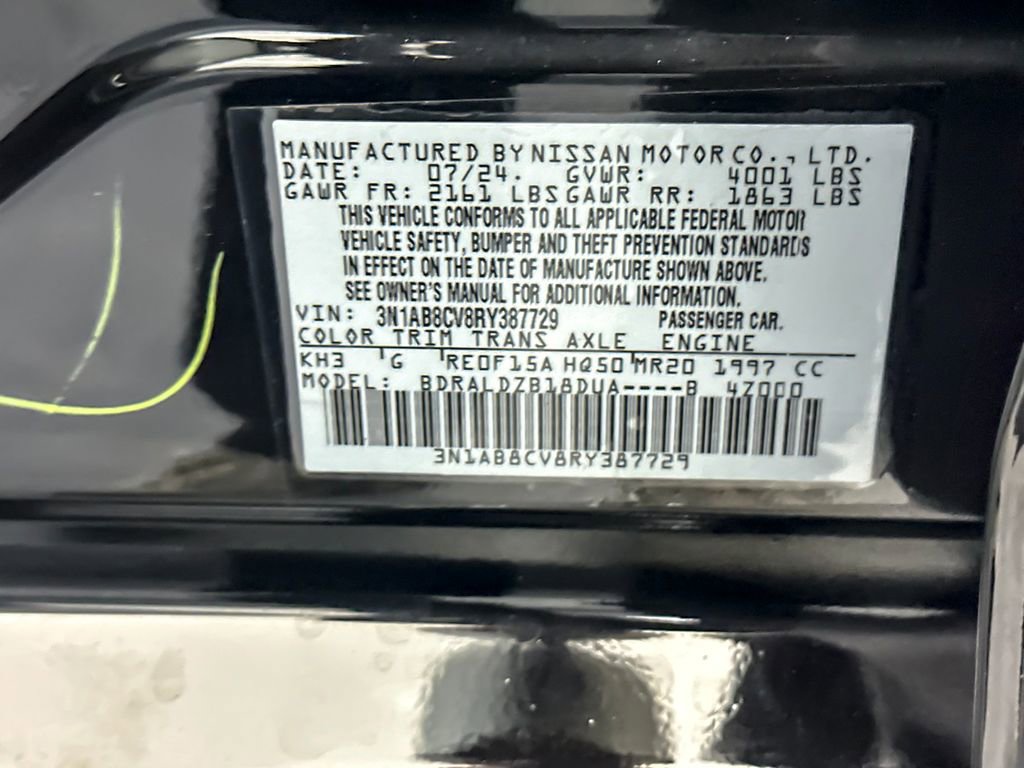 MANUFACTURED BY NISSAN MOTOR CO., LTD.
DATE: 07/24. GVWR: 4001 LBS
GAWR FR: 2161 LBS GAWR RR: 1863 LBS
THIS VEHICLE CONFORMS TO ALL APPLICABLE FEDERAL MOTOR
VEHICLE SAFETY, BUMPER AND THEFT PREVENTION STANDARDS
IN EFFECT ON THE DATE OF MANUFACTURE SHOWN ABOVE.
SEE OWNER'S MANUAL FOR ADDITIONAL INFORMATION.
VIN: 3N1AB8CV8RY387729 PASSENGER CAR.
COLOR TRIM TRANS AXLE ENGINE
KH3 G RE0F15A HQ50 MR20 1997 CC
MODEL: BDRALDZB18DUA----B 4Z000
3N1AB8CV8RY387729